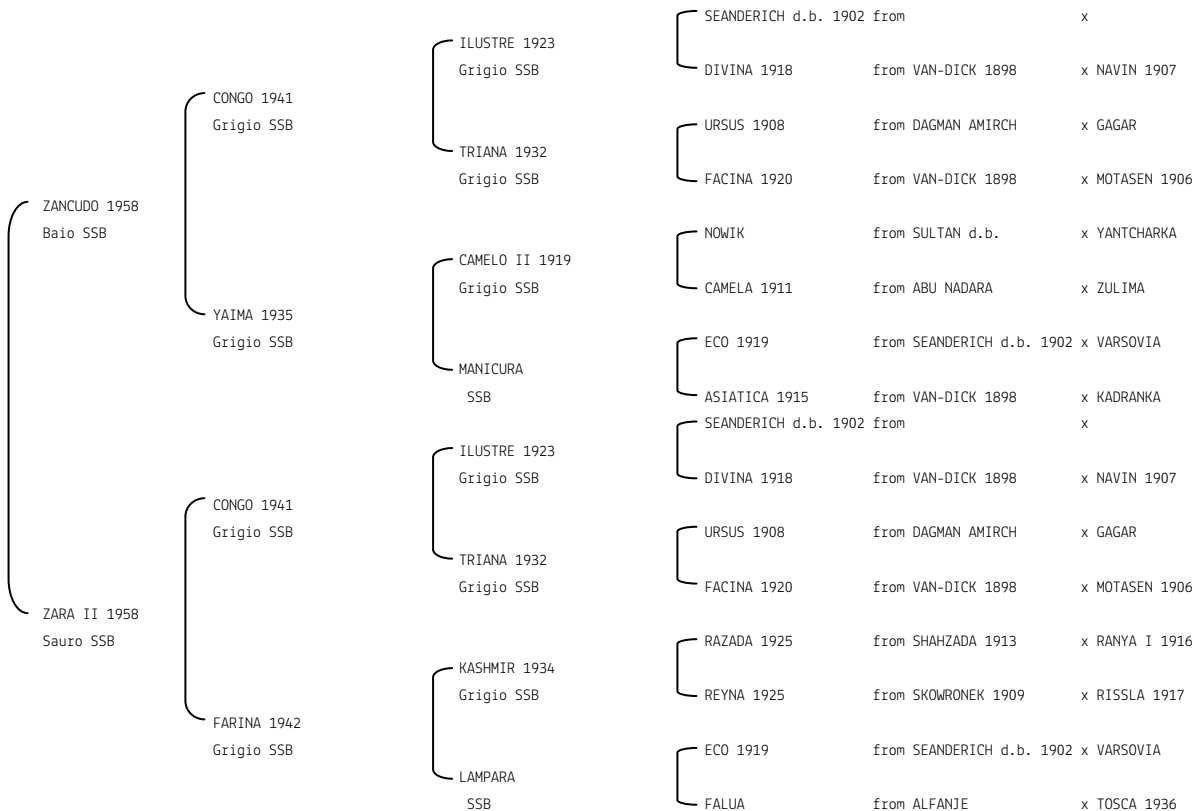 SEANDERICH d.b. 1902 from x
ILUSTRE 1923
Grigio SSB
DIVINA 1918 from VAN-DICK 1898 x NAVIN 1907
CONGO 1941
Grigio SSB
URSUS 1908 from DAGMAN AMIRCH x GAGAR
TRIANA 1932
Grigio SSB
FACINA 1920 from VAN-DICK 1898 x MOTASEN 1906
ZANCUDO 1958
Baio SSB
NOWIK from SULTAN d.b. x YANTCHARKA
CAMELO II 1919
Grigio SSB
CAMELA 1911 from ABU NADARA x ZULIMA
YAIMA 1935
Grigio SSB
ECO 1919 from SEANDERICH d.b. 1902 x VARSOVIA
MANICURA
SSB
ASIATICA 1915 from VAN-DICK 1898 x KADRANKA
SEANDERICH d.b. 1902 from x
ILUSTRE 1923
Grigio SSB
DIVINA 1918 from VAN-DICK 1898 x NAVIN 1907
CONGO 1941
Grigio SSB
URSUS 1908 from DAGMAN AMIRCH x GAGAR
TRIANA 1932
Grigio SSB
FACINA 1920 from VAN-DICK 1898 x MOTASEN 1906
ZARA II 1958
Sauro SSB
RAZADA 1925 from SHAHZADA 1913 x RANYA I 1916
KASHMIR 1934
Grigio SSB
REYNA 1925 from SKOWRONEK 1909 x RISSLA 1917
FARINA 1942
Grigio SSB
ECO 1919 from SEANDERICH d.b. 1902 x VARSOVIA
LAMPARA
SSB
FALUA from ALFANJE x TOSCA 1936